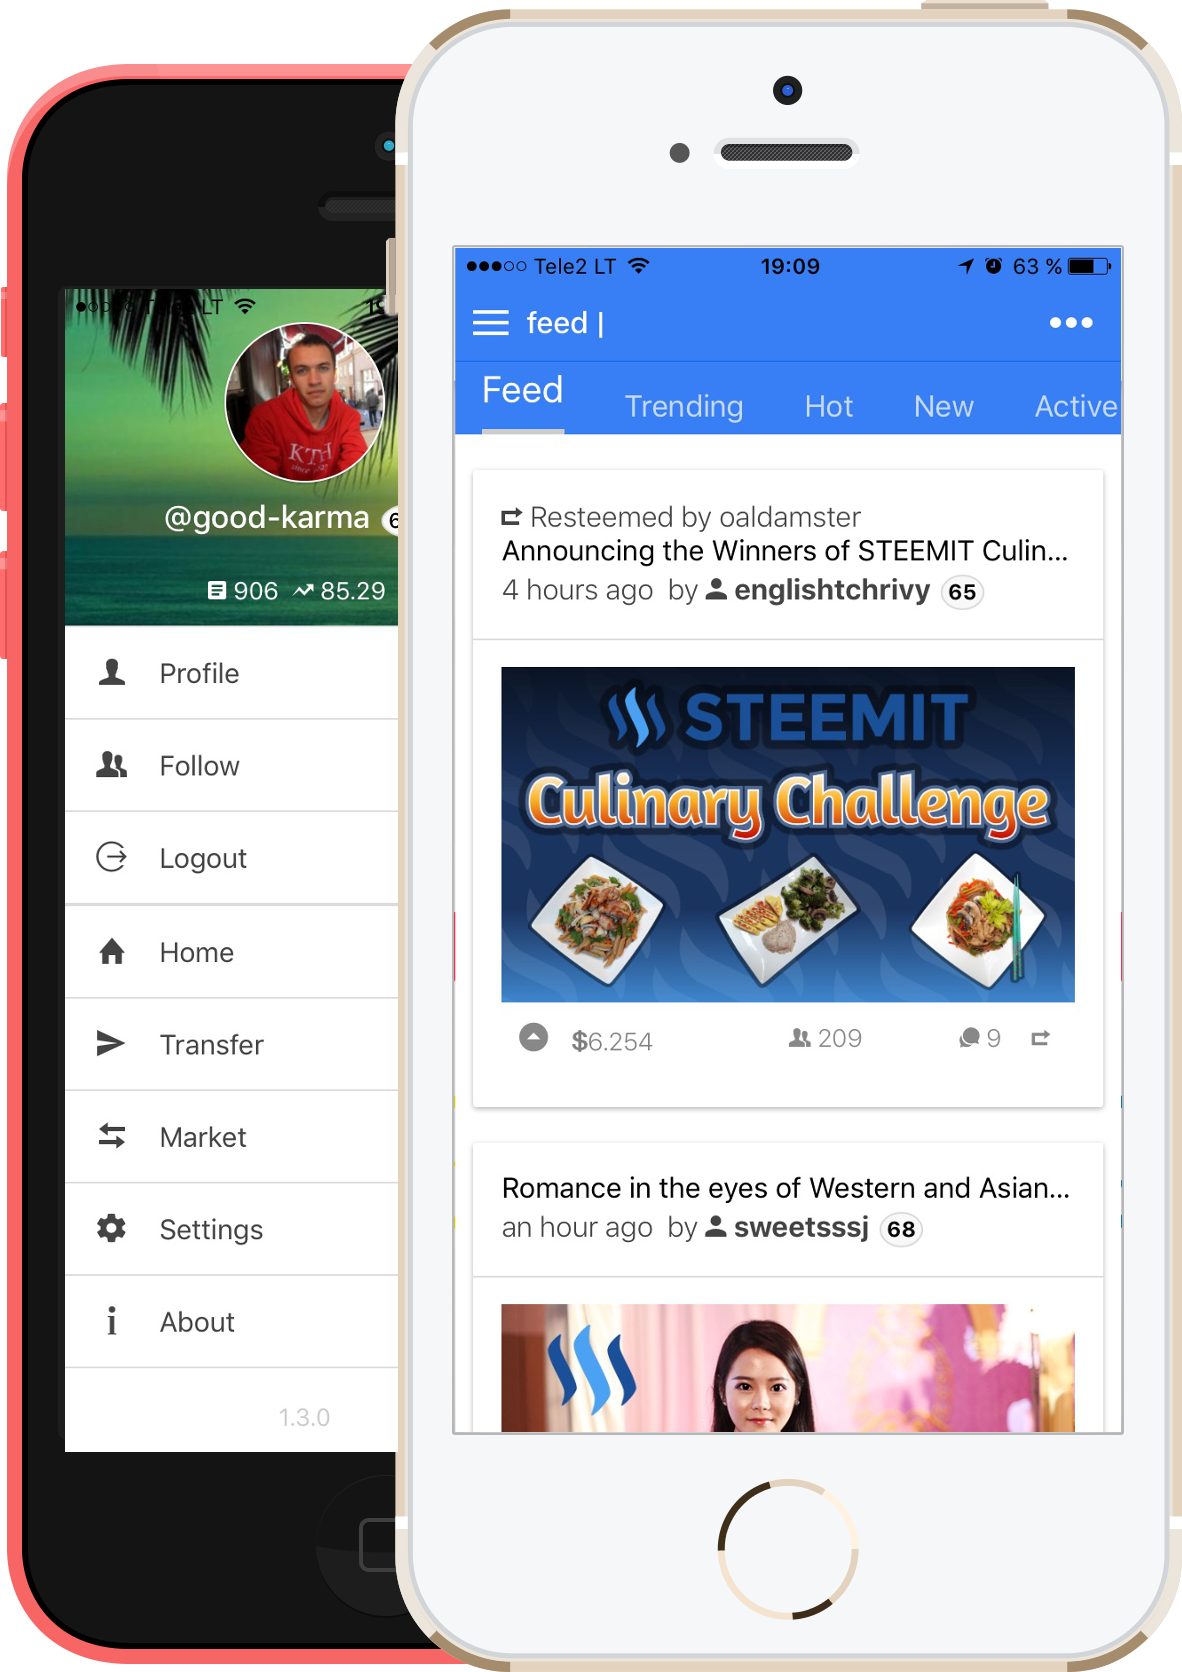 LT
@good-karma
906 85.29
Profile
Follow
Logout
Home
Transfer
Market
Settings
About
1.3.0
Tele2 LT 19:09 63 %
feed |
Feed Trending Hot New Active
Resteemed by oaldamster
Announcing the Winners of STEEMIT Culin...
4 hours ago by englishtchrivy 65
STEEMIT
Culinary Challenge
$6.254 209 9
Romance in the eyes of Western and Asian...
an hour ago by sweetsssj 68